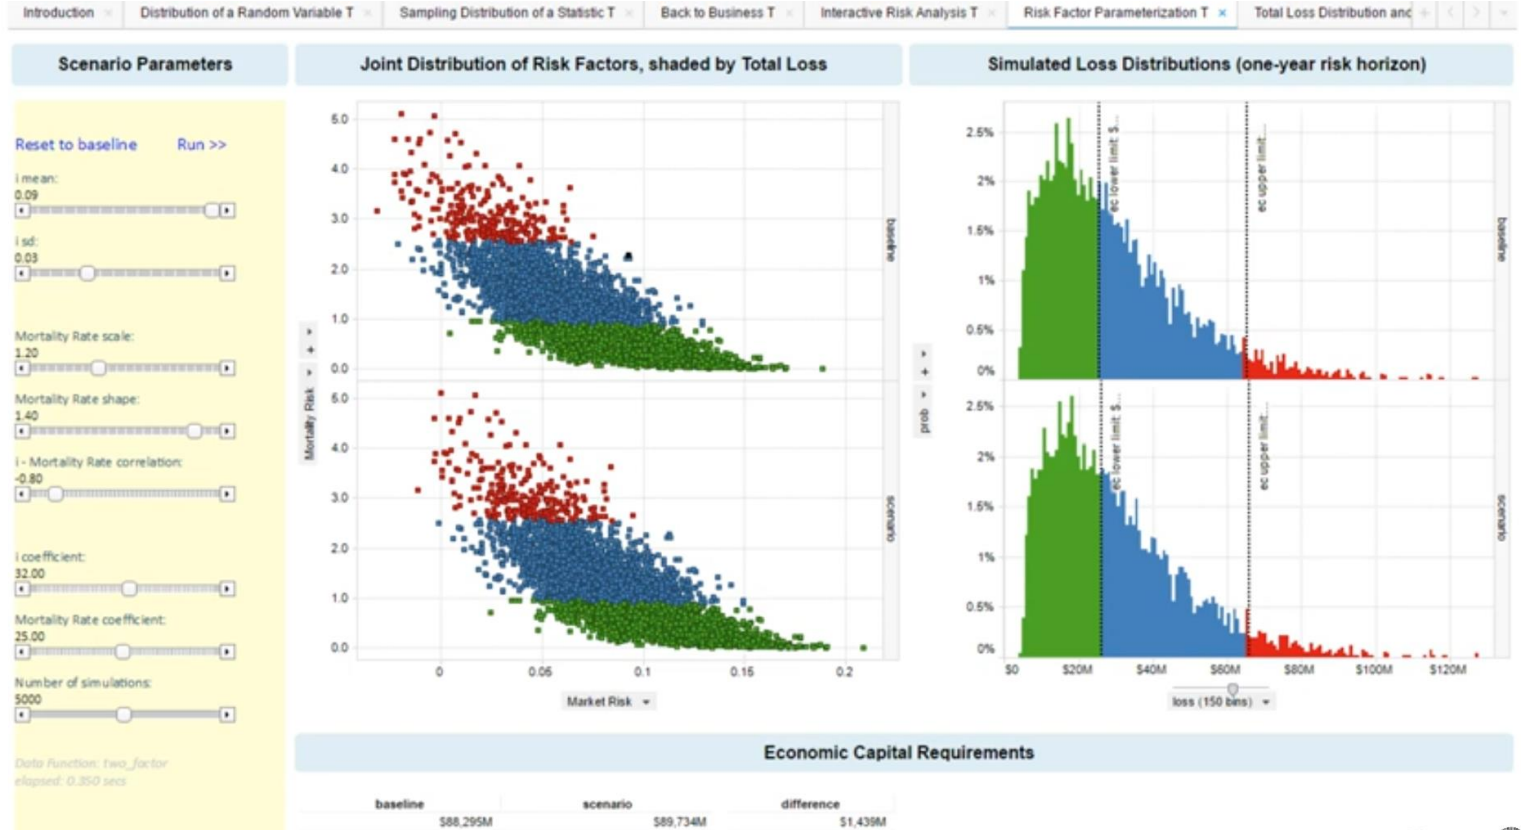 Introduction
Distribution of a Random Variable T
Sampling Distribution of a Statistic T
Back to Business T
Interactive Risk Analysis T
Risk Factor Parameterization T
Total Loss Distribution and
Scenario Parameters
Reset to baseline Run >>
i mean:
0.09
i sd:
0.03
Mortality Rate scale:
1.20
Mortality Rate shape:
1.40
i - Mortality Rate correlation:
-0.80
i coefficient:
32.00
Mortality Rate coefficient:
25.00
Number of simulations:
5000
Data Function: two_factor
elapsed: 0.350 secs
Joint Distribution of Risk Factors, shaded by Total Loss
5.0
4.0
3.0
2.0
1.0
0.0
baseline
5.0
4.0
3.0
2.0
1.0
0.0
scenario
Mortality Risk
0 0.05 0.1 0.15 0.2
Market Risk
Simulated Loss Distributions (one-year risk horizon)
2.5%
2%
1.5%
1%
0.5%
0%
ec lower limit: $...
ec upper limit:...
baseline
2.5%
2%
1.5%
1%
0.5%
0%
ec lower limit: $...
ec upper limit:...
scenario
prob
$0 $20M $40M $60M $80M $100M $120M
loss (150 bins)
Economic Capital Requirements
baseline scenario difference
$88,295M $89,734M $1,439M